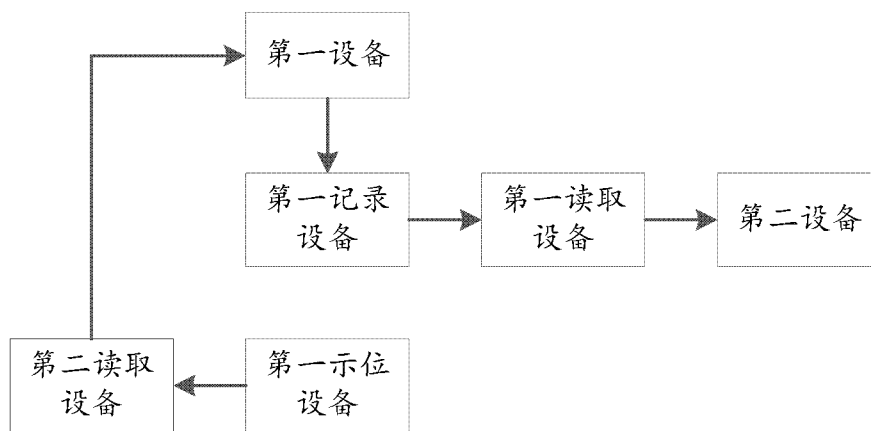 第一设备
第一记录
设备
第一读取
设备
第二设备
第二读取
设备
第一示位
设备